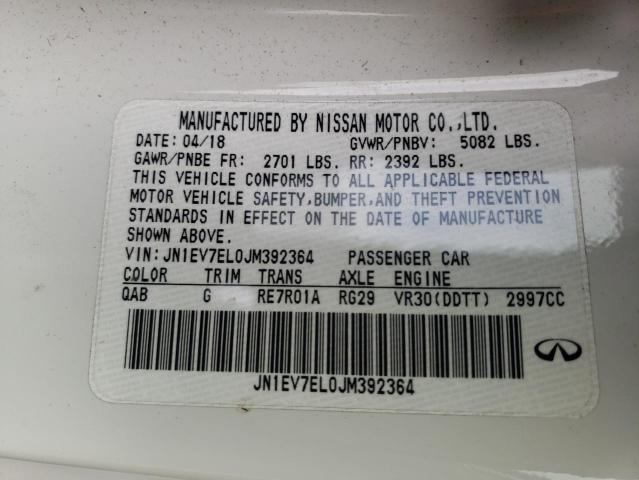 MANUFACTURED BY NISSAN MOTOR CO.,LTD.
DATE: 04/18 GVWR/PNBV: 5082 LBS.
GAWR/PNBE FR: 2701 LBS. RR: 2392 LBS.
THIS VEHICLE CONFORMS TO ALL APPLICABLE FEDERAL
MOTOR VEHICLE SAFETY,BUMPER,AND THEFT PREVENTION
STANDARDS IN EFFECT ON THE DATE OF MANUFACTURE
SHOWN ABOVE.
VIN:JN1EV7EL0JM392364 PASSENGER CAR
COLOR TRIM TRANS AXLE ENGINE
QAB G RE7R01A RG29 VR30(DDTT) 2997CC
JN1EV7EL0JM392364